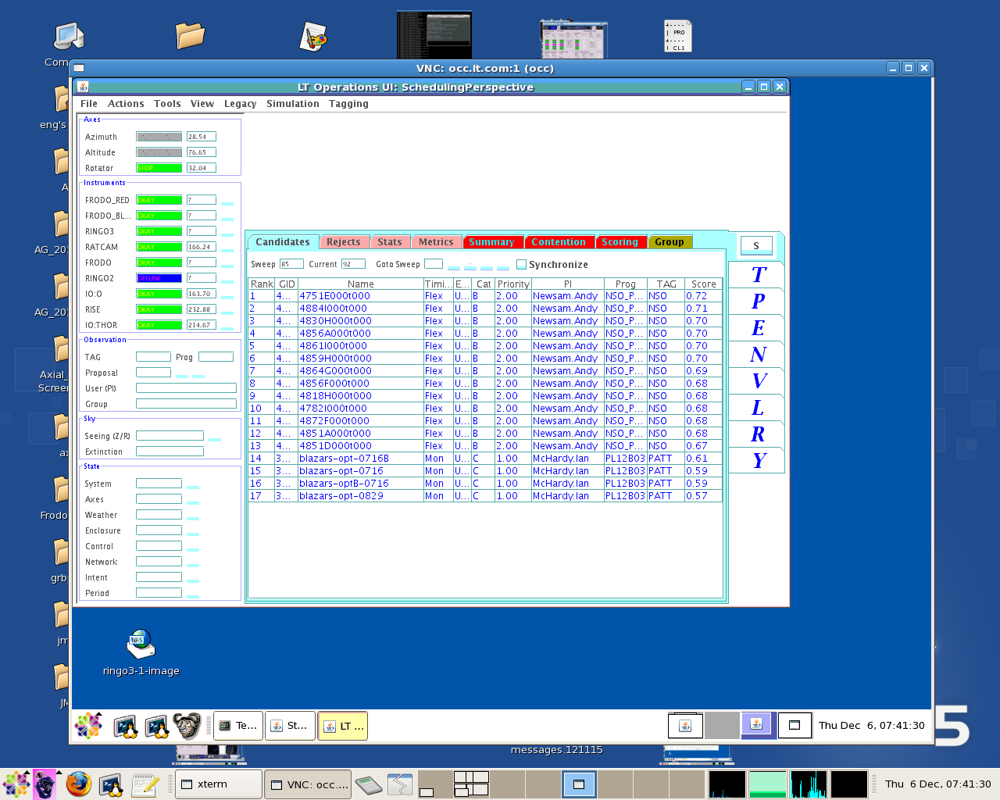 PRO
CL1
Com
VNC: occ.lt.com:1 (occ)
LT Operations UI: SchedulingPerspective
File Actions Tools View Legacy Simulation Tagging
eng's
AG_20
AG_20
Axial_
Scree
Frodo
grb
jm
JM
Axes
Azimuth 28.54
Altitude 76.65
Rotator STOP 32.04
Instruments
FRODO_RED OKAY ?
FRODO_BL... OKAY ?
RINGO3 OKAY ?
RATCAM OKAY 166.24
FRODO OKAY ?
RINGO2 OFFLINE ?
IO:O OKAY 163.70
RISE OKAY 232.88
IO:THOR OKAY 214.67
Observation
TAG Prog
Proposal
User (PI)
Group
Sky
Seeing (Z/R)
Extinction
State
System
Axes
Weather
Enclosure
Control
Network
Intent
Period
Candidates Rejects Stats Metrics Summary Contention Scoring Group
Sweep 85 Current 92 Goto Sweep Synchronize
Rank GID Name Timi... E... Cat Priority PI Prog TAG Score
1 4... 4751E000t000 Flex U... B 2.00 Newsam.Andy NSO_P... NSO 0.72
2 4... 4884I000t000 Flex U... B 2.00 Newsam.Andy NSO_P... NSO 0.71
3 4... 4830H000t000 Flex U... B 2.00 Newsam.Andy NSO_P... NSO 0.70
4 4... 4856A000t000 Flex U... B 2.00 Newsam.Andy NSO_P... NSO 0.70
5 4... 4861I000t000 Flex U... B 2.00 Newsam.Andy NSO_P... NSO 0.70
6 4... 4859H000t000 Flex U... B 2.00 Newsam.Andy NSO_P... NSO 0.70
7 4... 4864G000t000 Flex U... B 2.00 Newsam.Andy NSO_P... NSO 0.69
8 4... 4856F000t000 Flex U... B 2.00 Newsam.Andy NSO_P... NSO 0.68
9 4... 4818H000t000 Flex U... B 2.00 Newsam.Andy NSO_P... NSO 0.68
10 4... 4782I000t000 Flex U... B 2.00 Newsam.Andy NSO_P... NSO 0.68
11 4... 4872F000t000 Flex U... B 2.00 Newsam.Andy NSO_P... NSO 0.68
12 4... 4851A000t000 Flex U... B 2.00 Newsam.Andy NSO_P... NSO 0.68
13 4... 4851D000t000 Flex U... B 2.00 Newsam.Andy NSO_P... NSO 0.67
14 3... blazars-opt-0716B Mon U... C 1.00 McHardy.Ian PL12B03 PATT 0.61
15 3... blazars-opt-0716 Mon U... C 1.00 McHardy.Ian PL12B03 PATT 0.59
16 3... blazars-optB-0716 Mon U... C 1.00 McHardy.Ian PL12B03 PATT 0.59
17 3... blazars-opt-0829 Mon U... C 1.00 McHardy.Ian PL12B03 PATT 0.57
S
T
P
E
N
V
L
R
Y
NFS
ringo3-1-image
Te... St... LT ... Thu Dec 6, 07:41:30
5
messages.121115
xterm VNC: occ.... Thu 6 Dec, 07:41:30